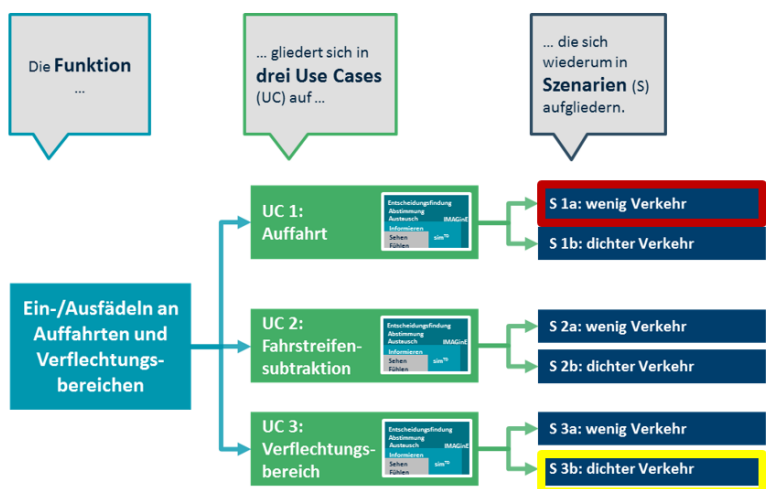 Die Funktion
...
... gliedert sich in
drei Use Cases
(UC) auf ...
... die sich
wiederum in
Szenarien (S)
aufgliedern.
Ein-/Ausfädeln an
Auffahrten und
Verflechtungs-
bereichen
UC 1:
Auffahrt
Entscheidungsfindung
Abstimmung
Austausch IMAGinE
Informieren
Sehen simTD
Fühlen
S 1a: wenig Verkehr
S 1b: dichter Verkehr
UC 2:
Fahrstreifen-
subtraktion
Entscheidungsfindung
Abstimmung
Austausch IMAGinE
Informieren
Sehen simTD
Fühlen
S 2a: wenig Verkehr
S 2b: dichter Verkehr
UC 3:
Verflechtungs-
bereich
Entscheidungsfindung
Abstimmung
Austausch IMAGinE
Informieren
Sehen simTD
Fühlen
S 3a: wenig Verkehr
S 3b: dichter Verkehr